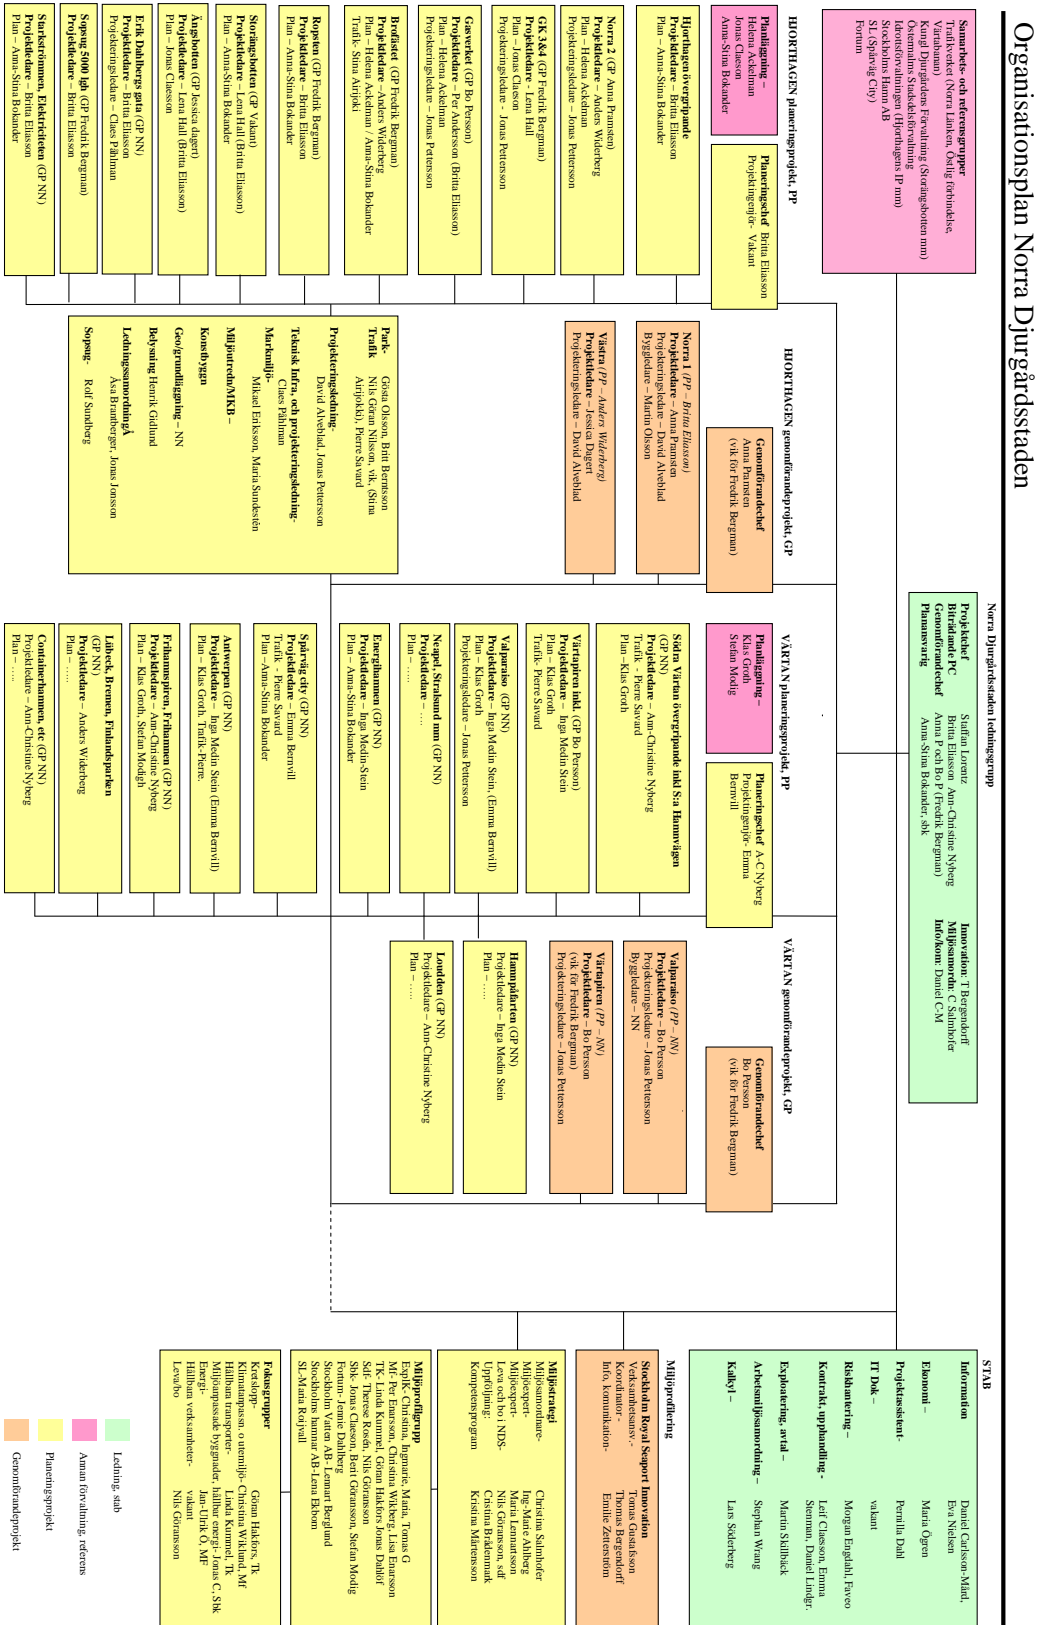 Organisationsplan Norra Djurgårdsstaden
Samarbets- och referensgrupper
Trafikverket (Norra Länken, Östlig förbindelse,
Värtabanan)
Kungl Djurgårdens Förvaltning (Storängsbotten mm)
Östermalms Stadsdelsförvaltning
Idrottsförvaltningen (Hjorthagens IP mm)
Stockholms Hamn AB
SL (Spårväg City)
Fortum
Norra Djurgårdsstaden ledningsgrupp
Projektchef Staffan Lorentz
Biträdande PC Britta Eliasson Ann-Christine Nyberg
Genomförandechef Anna P och Bo P (Fredrik Bergman)
Planansvarig Anna-Stina Bokander, sbk
Innovation: T Bergendorff
Miljösamordn: C Salmhofer
Info/kom: Daniel C-M
STAB
Information Daniel Carlsson-Mård,
Eva Nielsen
Ekonomi – Maria Ögren
Projektassistent- Pernilla Dahl
IT Dok – vakant
Riskhantering – Morgan Engdahl, Faveo
Kontrakt, upphandling - Leif Claesson, Emma
Stenman, Daniel Lindgr.
Exploatering, avtal – Martin Skillbäck
Arbetsmiljösamordning – Stephan Wrang
Kalkyl – Lars Söderberg
HJORTHAGEN planeringsprojekt, PP
Planläggning –
Helena Ackelman
Jonas Claeson
Anna-Stina Bokander
Planeringschef Britta Eliasson
Projektingenjör- Vakant
Hjorthagen övergripande
Projektledare – Britta Eliasson
Plan – Anna-Stina Bokander
Norra 2 (GP Anna Pramsten)
Projektledare – Anders Widerberg
Plan – Helena Ackelman
Projekteringsledare – Jonas Pettersson
GK 3&4 (GP Fredrik Bergman)
Projektledare - Lena Hall
Plan – Jonas Claeson
Projekteringsledare - Jonas Pettersson
Gasverket (GP Bo Persson)
Projektledare – Per Andersson (Britta Eliasson)
Plan – Helena Ackelman
Projekteringsledare – Jonas Pettersson
Brofästet (GP Fredrik Bergman)
Projektledare –Anders Widerberg
Plan – Helena Ackelman / Anna-Stina Bokander
Trafik- Stina Airijoki
Ropsten (GP Fredrik Bergman)
Projektledare – Britta Eliasson
Plan – Anna-Stina Bokander
Storängsbotten (GP Vakant)
Projektledare – Lena Hall (Britta Eliasson)
Plan – Anna-Stina Bokander
Ängsbotten (GP Jessica dagert)
Projektledare – Lena Hall (Britta Eliasson)
Plan – Jonas Claesson
Erik Dahlbergs gata (GP NN)
Projektledare – Britta Eliasson
Projekteringsledare – Claes Påhlman
Sopsug 5000 lgh (GP Fredrik Bergman)
Projektledare – Britta Eliasson
Starkströmmen, Elektriciteten (GP NN)
Projektledare – Britta Eliasson
Plan – Anna-Stina Bokander
HJORTHAGEN genomförandeprojekt, GP
Genomförandechef
Anna Pramsten
(vik för Fredrik Bergman)
Norra 1 (PP – Britta Eliasson)
Projektledare – Anna Pramsten
Projekteringsledare – David Alveblad
Byggledare – Martin Olsson
Västra (PP – Anders Widerberg)
Projektledare – Jessica Dagert
Projekteringsledare – David Alveblad
Park- Gösta Olsson, Britt Berntsson
Trafik Nils Göran Nilsson, vik, (Stina
Airijokki), Pierre Savard
Projekteringsledning-
David Alveblad, Jonas Pettersson
Teknisk Infra, och projekteringsledning-
Claes Påhlman
Markmiljö-
Mikael Eriksson, Maria Sundestén
Miljöutredn/MKB –
Konstbyggn
Geo/grundläggning – NN
Belysning Henrik Gidlund
LedningssamordningÅ
Åsa Brantberger, Jonas Jonsson
Sopsug- Rolf Sundberg
VÄRTAN planeringsprojekt, PP
Planläggning –
Klas Groth
Stefan Modig
Planeringschef A-C Nyberg
Projektingenjör- Emma
Bernvill
Södra Värtan övergripande inkl S:a Hamnvägen
(GP NN)
Projektledare – Ann-Christine Nyberg
Trafik - Pierre Savard
Plan –Klas Groth
Värtapiren inkl. (GP Bo Persson)
Projektledare – Inga Medin Stein
Plan – Klas Groth
Trafik- Pierre Savard
Valparaiso (GP NN)
Projektledare – Inga Medin Stein, (Emma Bernvill)
Plan – Klas Groth
Projekteringsledare – Jonas Pettersson
Neapel, Stralsund mm (GP NN)
Projektledare – ….
Plan – …..
Energihamnen (GP NN)
Projektledare – Inga Medin-Stein
Plan – Anna-Stina Bokander
Spårväg city (GP NN)
Projektledare – Emma Bernvill
Trafik - Pierre Savard
Plan –Anna-Stina Bokander
Antwerpen (GP NN)
Projektledare – Inga Medin Stein (Emma Bernvill)
Plan – Klas Groth, Trafik-Pierre.
Frihamnspiren, Frihamnen (GP NN)
Projektledare – Ann-Christine Nyberg
Plan – Klas Groth, Stefan Modigh
Lübeck, Bremen, Finlandsparken
(GP NN)
Projektledare – Anders Widerberg
Plan – …..
Containerhamnen, etc (GP NN)
Projektledare – Ann-Christine Nyberg
Plan – ….
VÄRTAN genomförandeprojekt, GP
Genomförandechef
Bo Persson
(vik för Fredrik Bergman)
Valparaiso (PP – NN)
Projektledare – Bo Persson
Projekteringsledare – Jonas Pettersson
Byggledare – NN
Värtapiren (PP – NN)
Projektledare – Bo Persson
(vik för Fredrik Bergman)
Projekteringsledare – Jonas Pettersson
Hamnpåfarten (GP NN)
Projektledare – Inga Medin Stein
Plan – …..
Loudden (GP NN)
Projektledare – Ann-Christine Nyberg
Plan – …..
Miljöprofilering
Stockholm Royal Seaport Innovation
Verksamhetsansv.- Tomas Gustafsson
Koordinator - Thomas Bergendorff
Info, komunikation- Emilie Zetterström
Miljöstrategi
Miljösamordnare- Christina Salmhofer
Miljöexpert- Ing-Marie Ahlberg
Miljöexpert- Maria Lennartsson
Leva och bo i NDS- Nils Göransson, sdf
Uppföljning: Cristina Brådenmark
Kompetensprogram Kristina Mårtensson
Miljöprofilgrupp
ExplK- Christina, Ingmarie, Maria, Tomas G
Mf- Per Enarsson, Christina Wikberg, Lisa Enarsson
TK- Linda Kummel, Göran Hakfors Jonas Dahlöf
Sdf- Therese Rosén, Nils Göransson
Sbk- Jonas Claeson, Berit Göransson, Stefan Modig
Fortum- Jennie Dahlberg
Stockholm Vatten AB - Lennart Berglund
Stockholms hamnar AB-Lena Ekbom
SL-Maria Roijvall
Fokusgrupper
Kretslopp- Göran Hakfors, Tk
Klimatanpassn. o utemiljö- Christina Wiklund, Mf
Hållbara transporter- Linda Kummel, Tk
Miljöanpassade byggnader, hållbar energi- Jonas C, Sbk
Energi- Jan-Ulrik Ö, MF
Hållbara verksamheter- vakant
Leva/bo Nils Göransson
Ledning, stab
Annan förvaltning, referens
Planeringsprojekt
Genomförandeprojekt